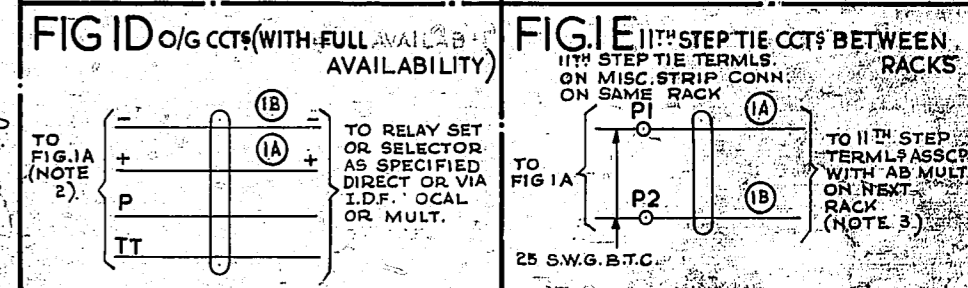 FIG 1D O/G CCTS (WITH FULL
AVAILABILITY)
1B
- -
1A
+ +
P
TT
TO
FIG.1A
(NOTE
2).
TO RELAY SET
OR SELECTOR
AS SPECIFIED
DIRECT OR VIA
I.D.F. OCAL
OR MULT.
FIG.1E 11TH STEP TIE CCTS BETWEEN
RACKS
11TH STEP TIE TERMLS.
ON MISC. STRIP CONN.
ON SAME RACK
P1
1A
TO
FIG 1A
P2
1B
25 S.W.G.B.T.C.
TO 11TH STEP
TERMLS ASSCD
WITH AB MULT
ON NEXT
RACK
(NOTE 3.)